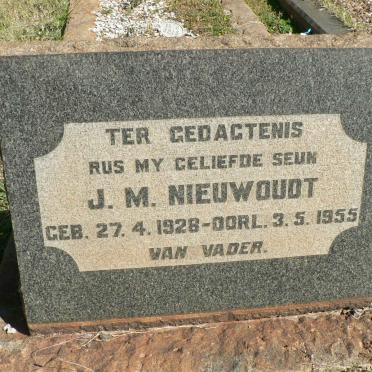 TER GEDAGTENIS
RUS MY GELIEFDE SEUN
J. M. NIEUWOUDT
GEB. 27. 4. 1928-OORL. 3. 5. 1955
VAN VADER.